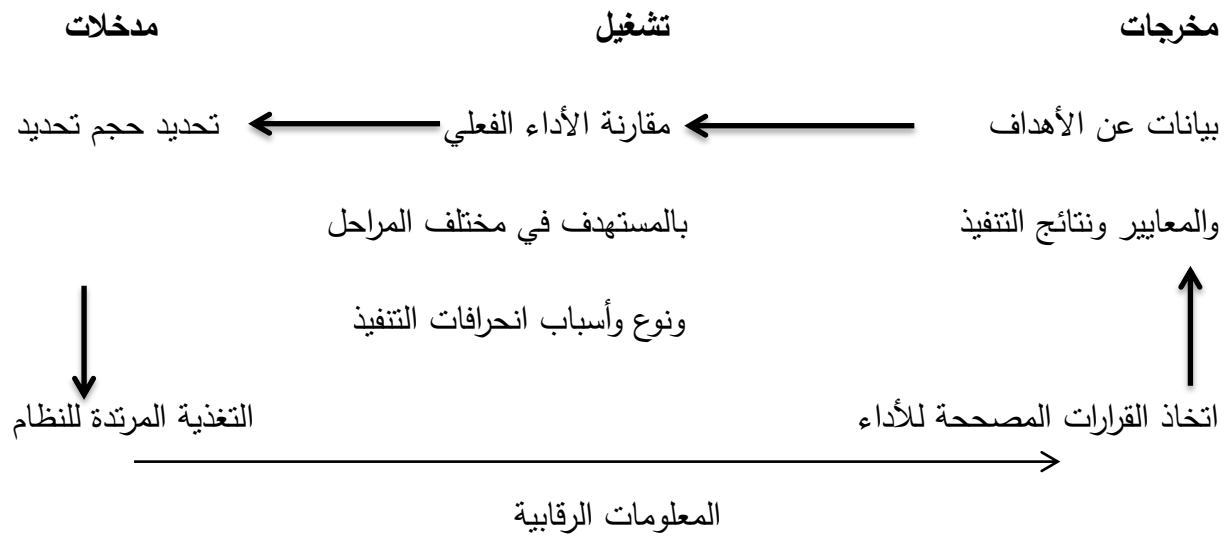 مخرجات تشغيل مدخلات
بيانات عن الأهداف مقارنة الأداء الفعلي تحديد حجم تحديد
والمعايير ونتائج التنفيذ بالمستهدف في مختلف المراحل
ونوع وأسباب انحرافات التنفيذ
اتخاذ القرارات المصححة للأداء التغذية المرتدة للنظام
المعلومات الرقابية